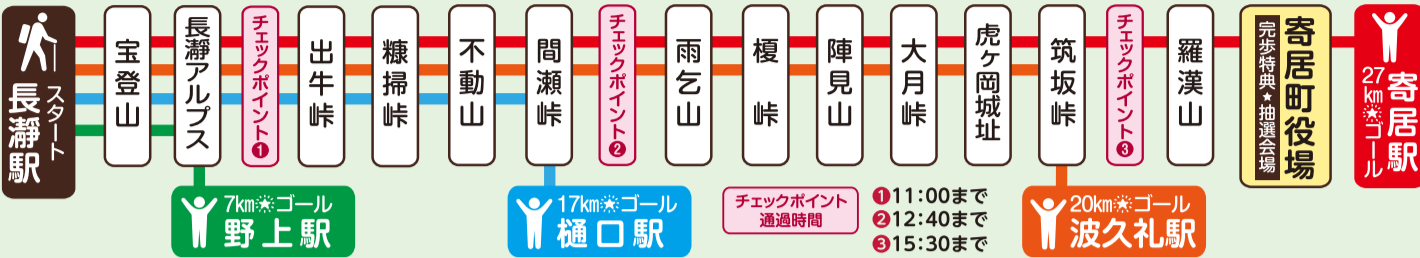 スタート
長瀞駅
宝登山
長瀞アルプス
チェックポイント❶
出牛峠
糠掃峠
不動山
間瀬峠
チェックポイント❷
雨乞山
榎峠
陣見山
大月峠
虎ヶ岡城址
筑坂峠
チェックポイント❸
羅漢山
寄居町役場
完歩特典★抽選会場
寄居駅
27km☀ゴール
7km☀ゴール
野上駅
17km☀ゴール
樋口駅
チェックポイント
通過時間
❶11:00まで
❷12:40まで
❸15:30まで
20km☀ゴール
波久礼駅